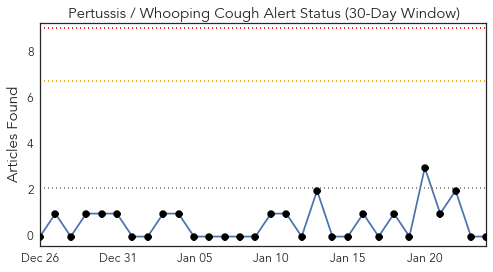 Pertussis / Whooping Cough Alert Status (30-Day Window)
Articles Found
8
6
4
2
0
Dec 26 Dec 31 Jan 05 Jan 10 Jan 15 Jan 20